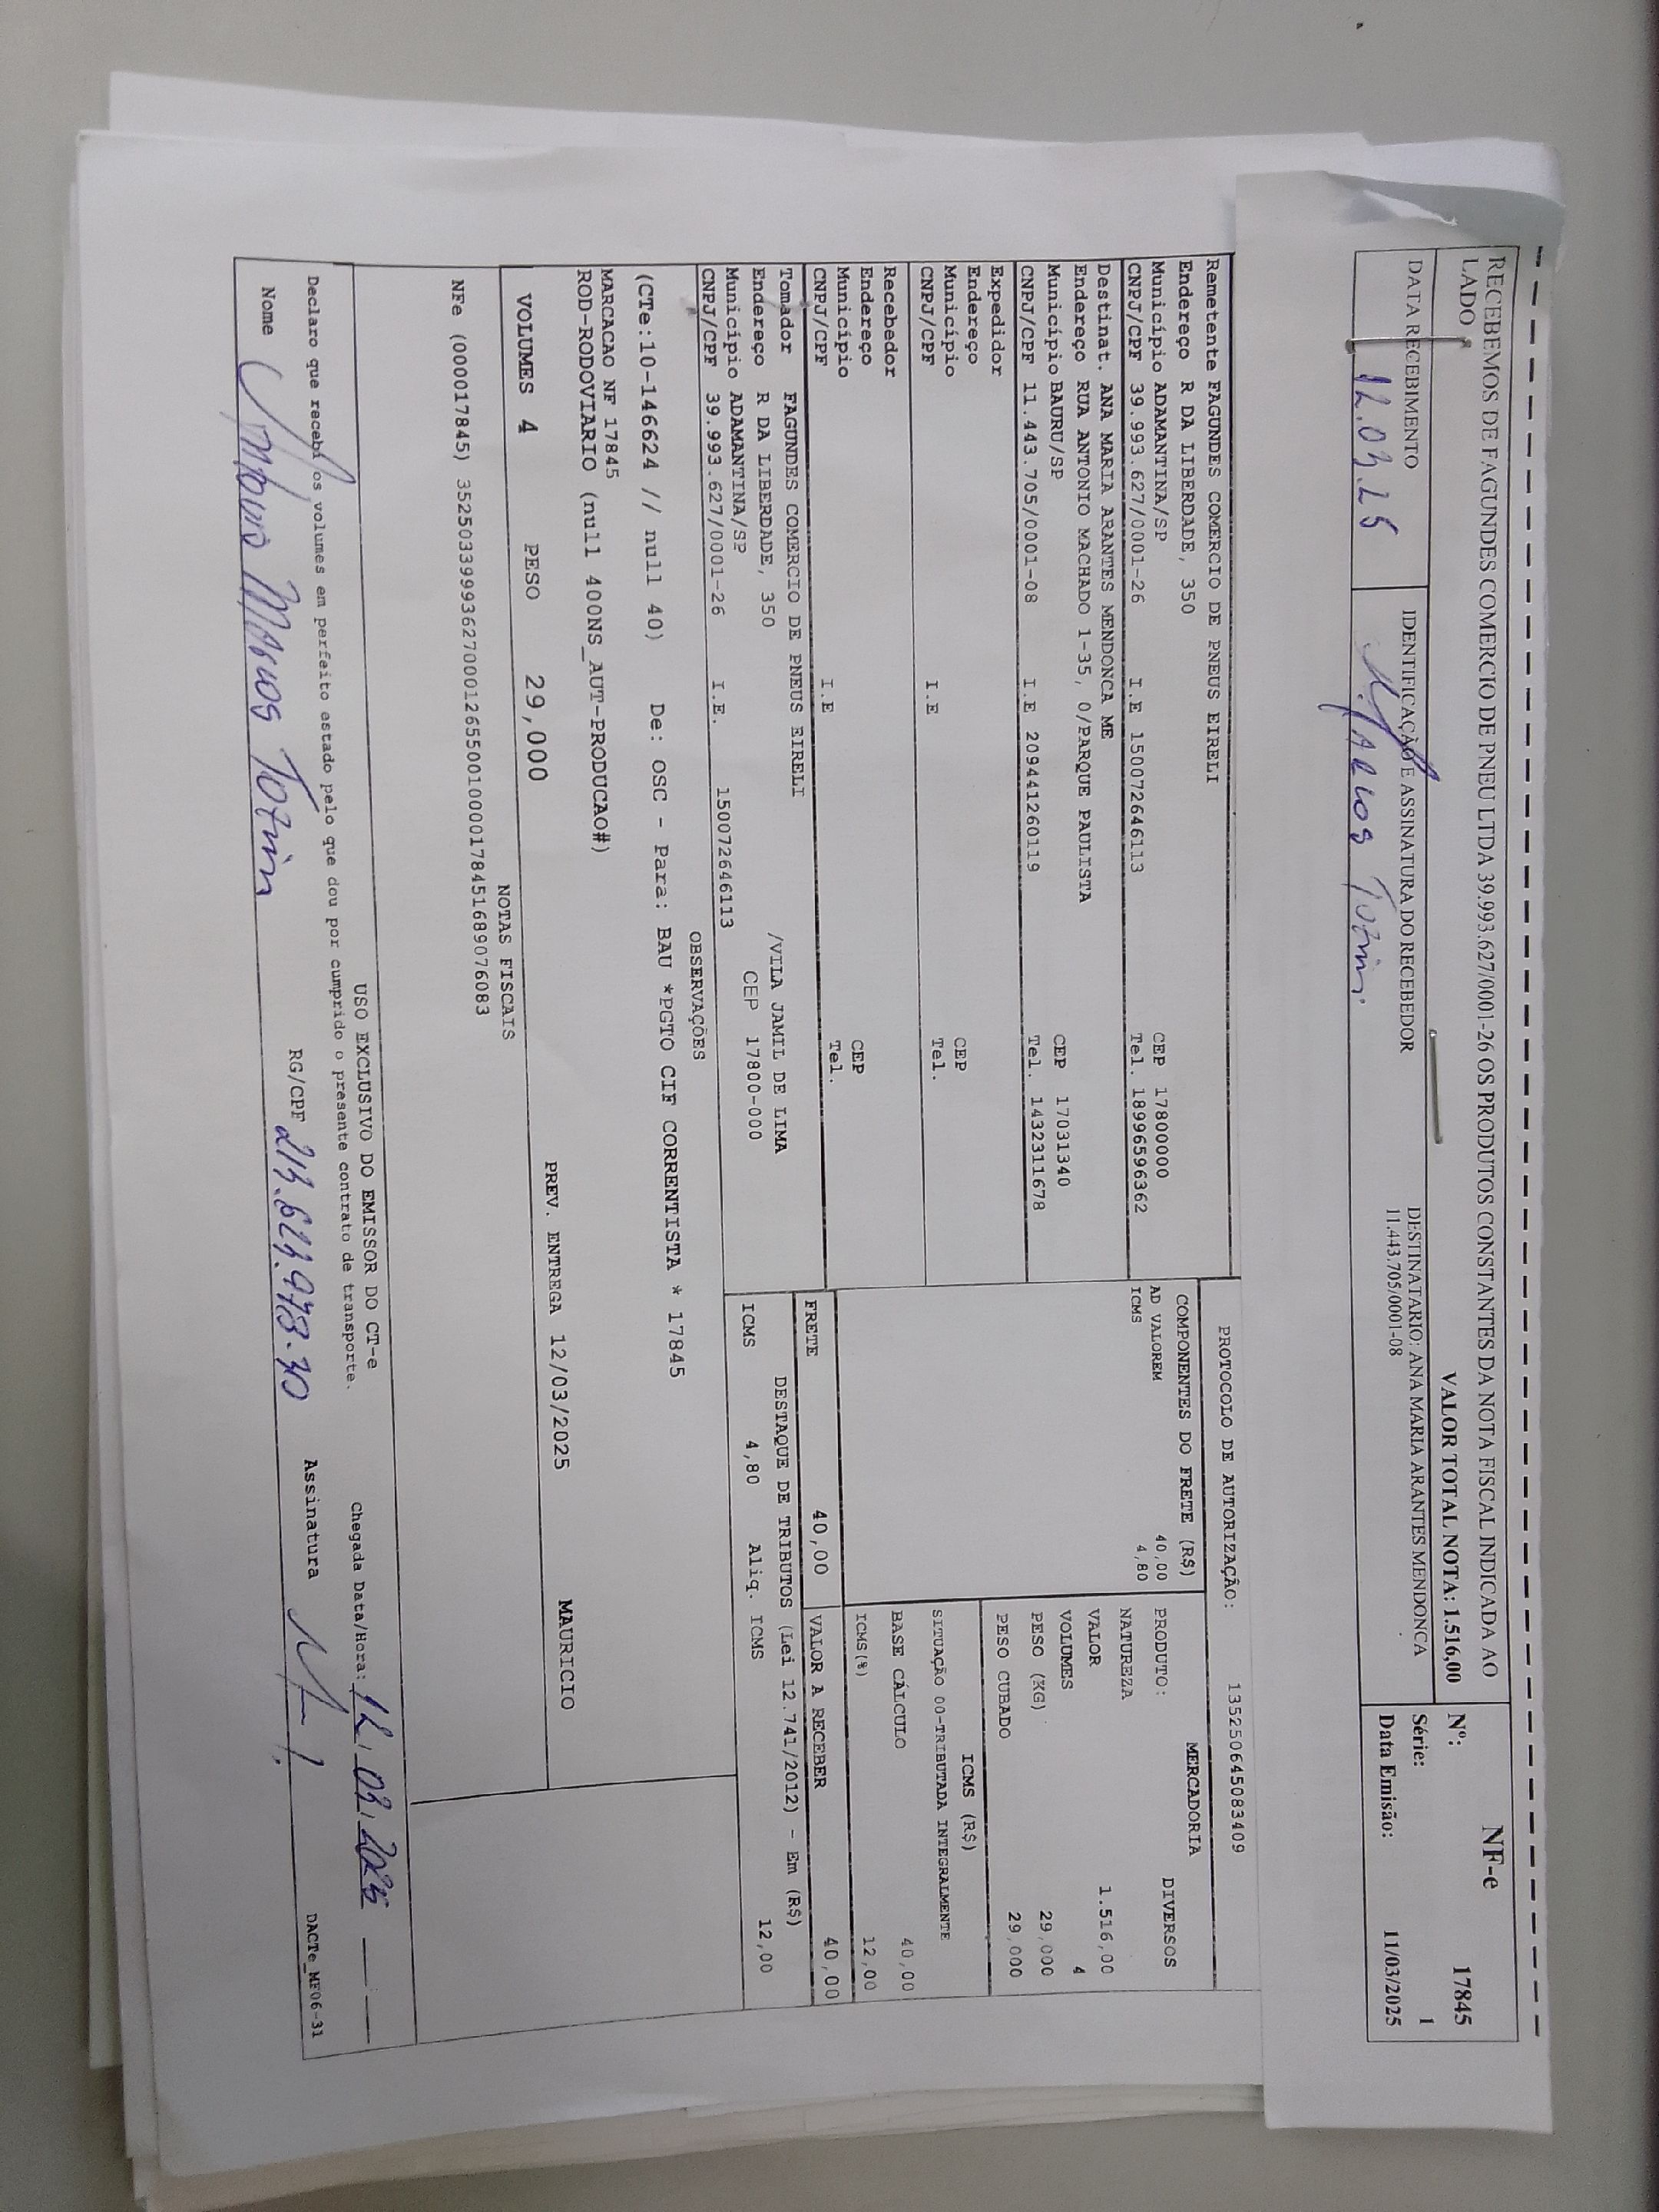 RECEBEMOS DE FAGUNDES COMERCIO DE PNEU LTDA 39.993.627/0001-26 OS PRODUTOS CONSTANTES DA NOTA FISCAL INDICADA AO
LADO
VALOR TOTAL NOTA: 1.516,00
DATA RECEBIMENTO
12.03.25
IDENTIFICAÇÃO E ASSINATURA DO RECEBEDOR
DESTINATARIO: ANA MARIA ARANTES MENDONCA
11.443.705/0001-08
NF-e
Nº: 17845
Série: 1
Data Emisão: 11/03/2025
PROTOCOLO DE AUTORIZAÇÃO: 135250645083409
Remetente FAGUNDES COMERCIO DE PNEUS EIRELI
Endereço R DA LIBERDADE, 350
Município ADAMANTINA/SP CEP 17800000
CNPJ/CPF 39.993.627/0001-26 I.E 150072646113 Tel. 18996596362
Destinat. ANA MARIA ARANTES MENDONCA ME
Endereço RUA ANTONIO MACHADO 1-35, 0/PARQUE PAULISTA
Município BAURU/SP CEP 17031340
CNPJ/CPF 11.443.705/0001-08 I.E 209441260119 Tel. 1432311678
Expedidor
Endereço
Município CEP
CNPJ/CPF I.E Tel.
Recebedor
Endereço
Município CEP
CNPJ/CPF I.E Tel.
Tomador FAGUNDES COMERCIO DE PNEUS EIRELI
Endereço R DA LIBERDADE, 350 /VILA JAMIL DE LIMA
Município ADAMANTINA/SP CEP 17800-000
CNPJ/CPF 39.993.627/0001-26 I.E. 150072646113
COMPONENTES DO FRETE (R$)
AD VALOREM 40,00
ICMS 4,80
MERCADORIA
PRODUTO: DIVERSOS
NATUREZA
VALOR 1.516,00
VOLUMES 4
PESO (KG) 29,000
PESO CUBADO 29,000
ICMS (R$)
SITUAÇÃO 00-TRIBUTADA INTEGRALMENTE
BASE CÁLCULO 40,00
ICMS(%) 12,00
FRETE 40,00 VALOR A RECEBER 40,00
DESTAQUE DE TRIBUTOS (Lei 12.741/2012) - Em (R$)
ICMS 4,80 Aliq. ICMS 12,00
OBSERVAÇÕES
(CTe:10-146624 // null 40) De: OSC - Para: BAU *PGTO CIF CORRENTISTA * 17845
MARCACAO NF 17845
ROD-RODOVIARIO (null 400NS_AUT-PRODUCAO#)
VOLUMES 4 PESO 29,000 PREV. ENTREGA 12/03/2025 MAURICIO
NOTAS FISCAIS
NFe (000017845) 35250339993627000126550010000178451689076083
USO EXCLUSIVO DO EMISSOR DO CT-e
Declaro que recebi os volumes em perfeito estado pelo que dou por cumprido o presente contrato de transporte.
Chegada Data/Hora: 12.03.2025
Nome RG/CPF Assinatura
DACTe_MF06-31